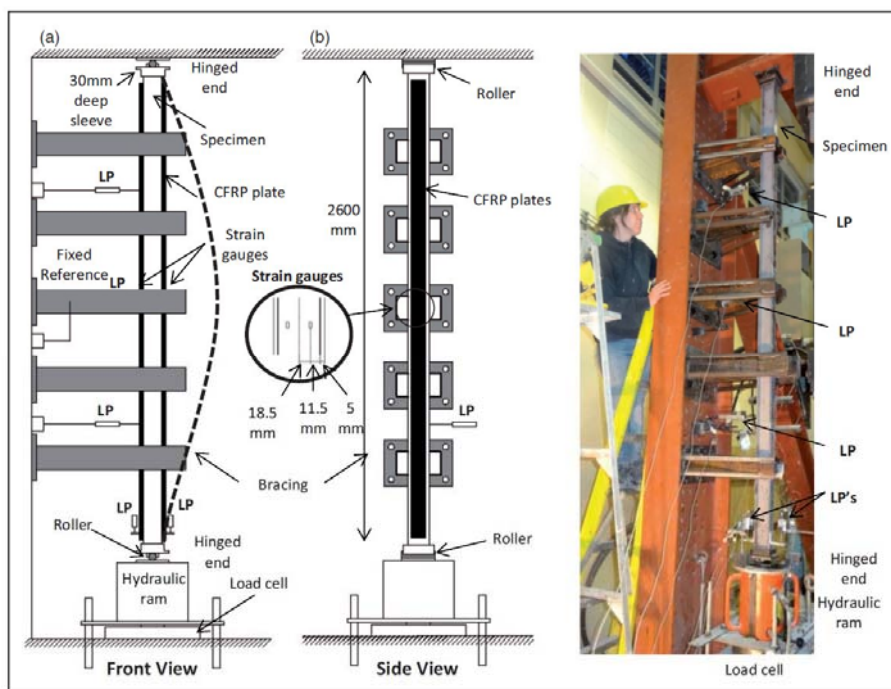 (a)
30mm
deep
sleeve
Hinged
end
Specimen
LP
CFRP plate
Strain
gauges
Fixed
Reference
LP
LP
Bracing
LP
LP
Roller
Hinged
end
Hydraulic
ram
Load cell
Front View
(b)
Roller
2600
mm
CFRP plates
Strain gauges
18.5
mm
11.5
mm
5
mm
LP
Roller
Side View
Hinged
end
Specimen
LP
LP
LP
LP's
Hinged
end
Hydraulic
ram
Load cell